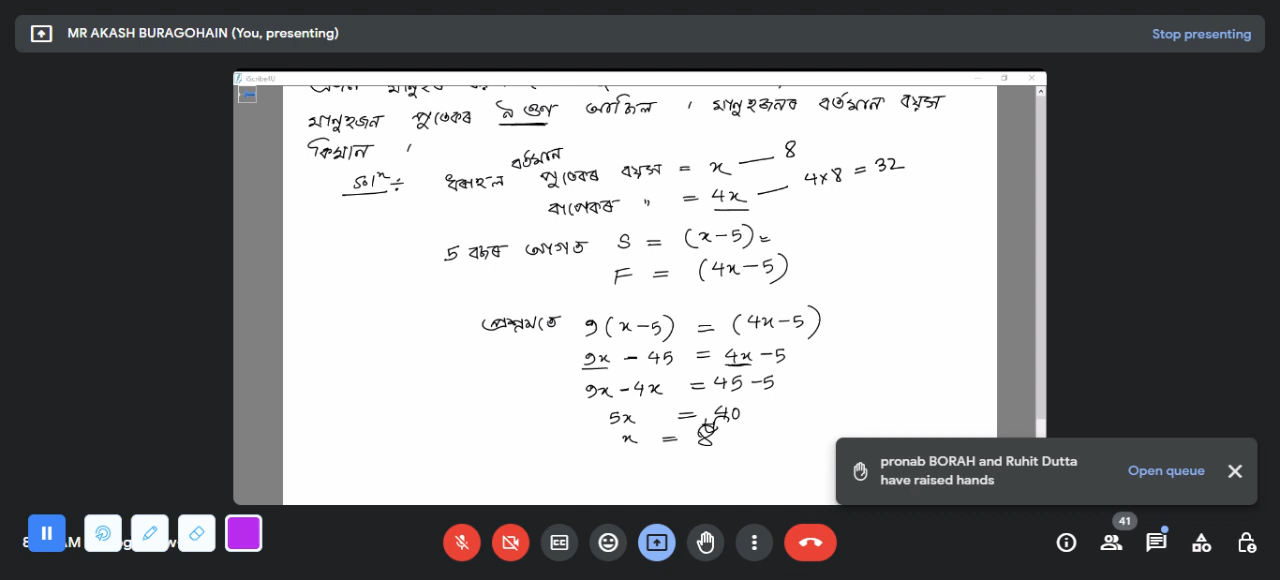 MR AKASH BURAGOHAIN (You, presenting)
Stop presenting
iScribe4U
মানুহজন পুতেকৰ ৯ গুণ আছিল । মানুহজনৰ বৰ্তমান বয়স
কিমান ।
Solⁿ ÷ ধৰাহ'ল বৰ্তমান পুতেকৰ বয়স = x — 8
বাপেকৰ " = 4x — 4×8 = 32
5 বছৰ আগত S = (x-5) =
F = (4x-5)
প্ৰশ্নমতে 9(x-5) = (4x-5)
9x - 45 = 4x -5
9x-4x = 45-5
5x = 40
x = 8
pronab BORAH and Ruhit Dutta
have raised hands
Open queue
41